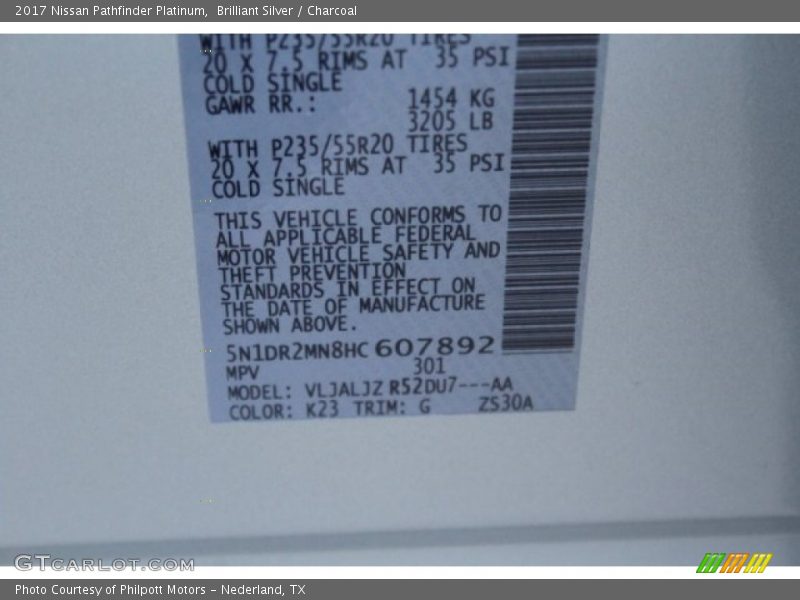 2017 Nissan Pathfinder Platinum,  Brilliant Silver / Charcoal
WITH P235/55R20 TIRES
20 X 7.5 RIMS AT 35 PSI
COLD SINGLE
GAWR RR.: 1454 KG
3205 LB
WITH P235/55R20 TIRES
20 X 7.5 RIMS AT 35 PSI
COLD SINGLE
THIS VEHICLE CONFORMS TO
ALL APPLICABLE FEDERAL
MOTOR VEHICLE SAFETY AND
THEFT PREVENTION
STANDARDS IN EFFECT ON
THE DATE OF MANUFACTURE
SHOWN ABOVE.
5N1DR2MN8HC 607892
MPV 301
MODEL: VLJALJZ R52DU7---AA
COLOR: K23 TRIM: G ZS30A
GTCARLOT.COM
Photo Courtesy of Philpott Motors - Nederland, TX